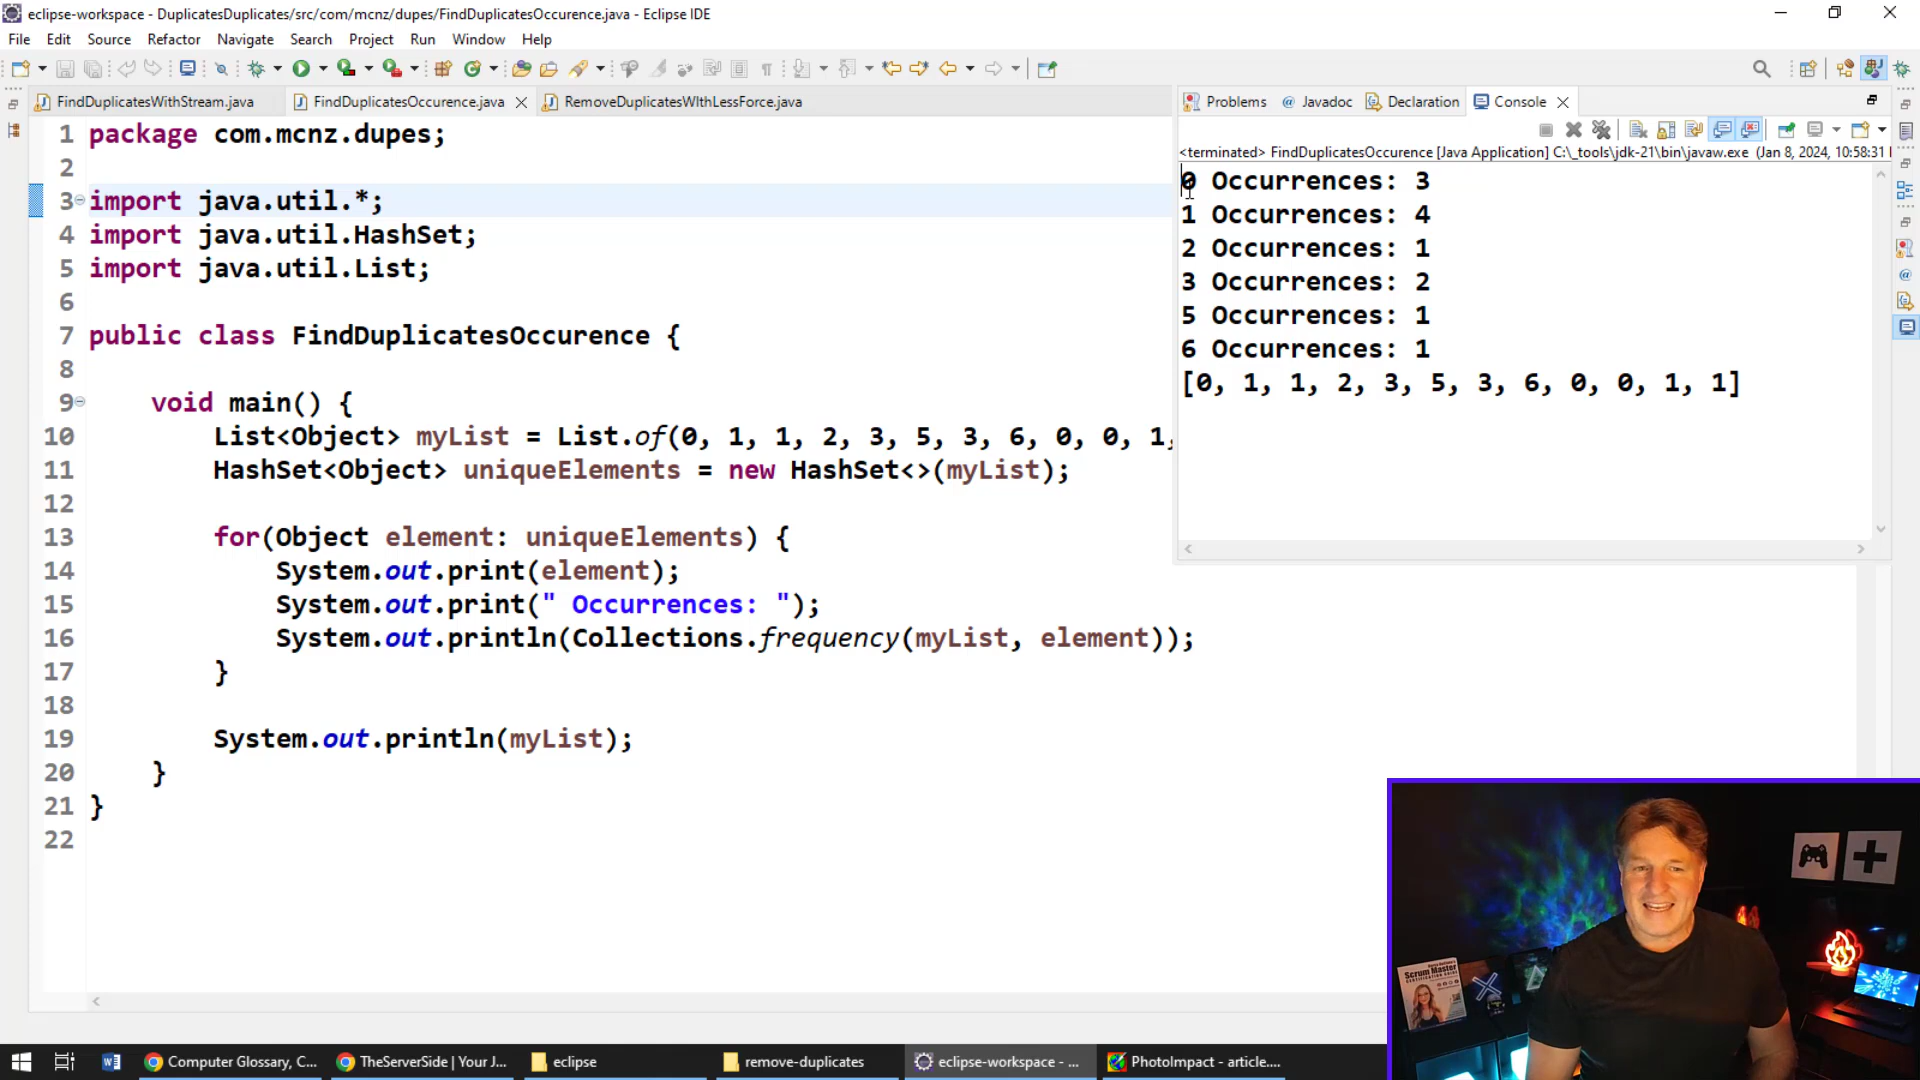 eclipse-workspace - DuplicatesDuplicates/src/com/mcnz/dupes/FindDuplicatesOccurence.java - Eclipse IDE
File Edit Source Refactor Navigate Search Project Run Window Help
FindDuplicatesWithStream.java FindDuplicatesOccurence.java RemoveDuplicatesWIthLessForce.java
1 package com.mcnz.dupes;
2
3 import java.util.*;
4 import java.util.HashSet;
5 import java.util.List;
6
7 public class FindDuplicatesOccurence {
8
9 void main() {
10 List<Object> myList = List.of(0, 1, 1, 2, 3, 5, 3, 6, 0, 0, 1,
11 HashSet<Object> uniqueElements = new HashSet<>(myList);
12
13 for(Object element: uniqueElements) {
14 System.out.print(element);
15 System.out.print(" Occurrences: ");
16 System.out.println(Collections.frequency(myList, element));
17 }
18
19 System.out.println(myList);
20 }
21 }
22
Problems Javadoc Declaration Console
<terminated> FindDuplicatesOccurence [Java Application] C:\_tools\jdk-21\bin\javaw.exe (Jan 8, 2024, 10:58:31
0 Occurrences: 3
1 Occurrences: 4
2 Occurrences: 1
3 Occurrences: 2
5 Occurrences: 1
6 Occurrences: 1
[0, 1, 1, 2, 3, 5, 3, 6, 0, 0, 1, 1]
Scrum Master
Computer Glossary, C... TheServerSide | Your J... eclipse remove-duplicates eclipse-workspace - ... PhotoImpact - article....